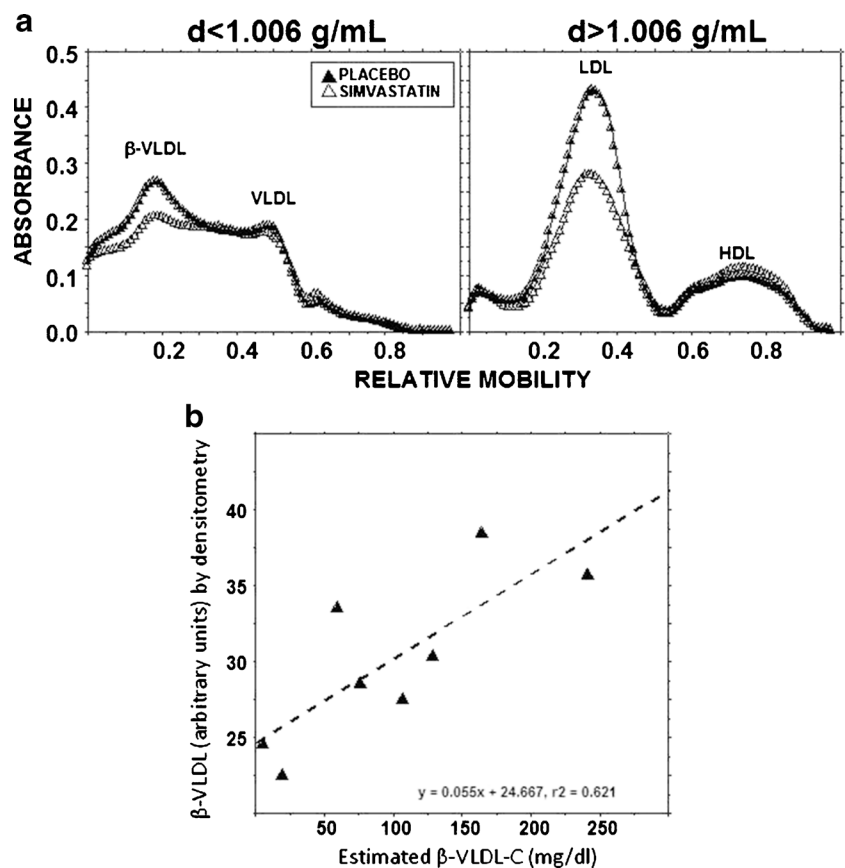 a
d<1.006 g/mL
d>1.006 g/mL
ABSORBANCE
0.5
0.4
0.3
0.2
0.1
0.0
▲PLACEBO
△SIMVASTATIN
β-VLDL
VLDL
LDL
HDL
0.2 0.4 0.6 0.8
0.2 0.4 0.6 0.8
RELATIVE MOBILITY
b
β-VLDL (arbitrary units) by densitometry
40
35
30
25
y = 0.055x + 24.667, r2 = 0.621
50 100 150 200 250
Estimated β-VLDL-C (mg/dl)